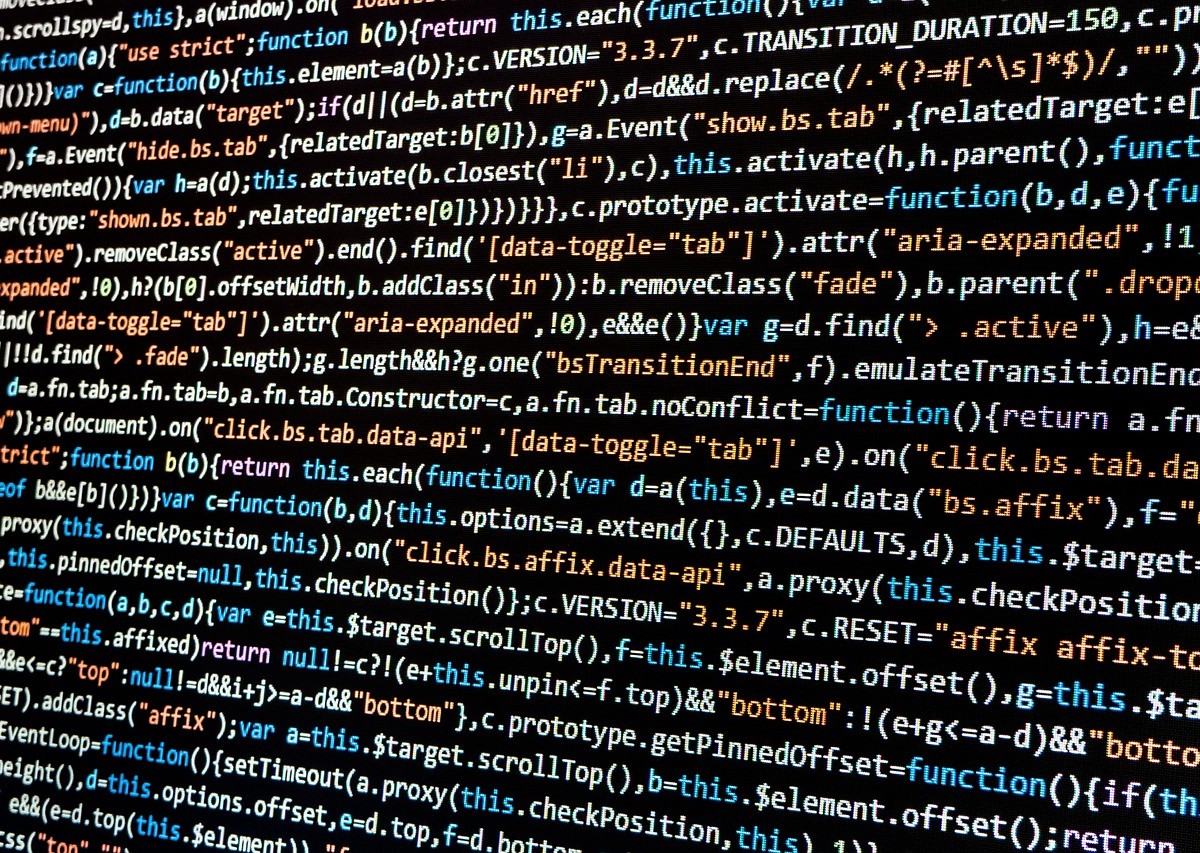 .scrollspy=d,this},a(window).on("load.bs
function(a){"use strict";function b(b){return this.each(function(){var d
]()})}var c=function(b){this.element=a(b)};c.VERSION="3.3.7",c.TRANSITION_DURATION=150,c.pr
wn-menu)"),d=b.data("target");if(d||(d=b.attr("href"),d=d&&d.replace(/.*(?=#[^\s]*$)/,""))
"),f=a.Event("hide.bs.tab",{relatedTarget:b[0]}),g=a.Event("show.bs.tab",{relatedTarget:e[
tPrevented()){var h=a(d);this.activate(b.closest("li"),c),this.activate(h,h.parent(),funct
er({type:"shown.bs.tab",relatedTarget:e[0]})})}}},c.prototype.activate=function(b,d,e){fu
.active").removeClass("active").end().find('[data-toggle="tab"]').attr("aria-expanded",!1
xpanded",!0),h?(b[0].offsetWidth,b.addClass("in")):b.removeClass("fade"),b.parent(".dropd
ind('[data-toggle="tab"]').attr("aria-expanded",!0),e&&e()}var g=d.find("> .active"),h=e&
||!!d.find("> .fade").length);g.length&&h?g.one("bsTransitionEnd",f).emulateTransitionEnd
d=a.fn.tab;a.fn.tab=b,a.fn.tab.Constructor=c,a.fn.tab.noConflict=function(){return a.fn
")};a(document).on("click.bs.tab.data-api",'[data-toggle="tab"]',e).on("click.bs.tab.da
trict";function b(b){return this.each(function(){var d=a(this),e=d.data("bs.affix"),f="
eof b&&e[b]()})}var c=function(b,d){this.options=a.extend({},c.DEFAULTS,d),this.$target=
proxy(this.checkPosition,this)).on("click.bs.affix.data-api",a.proxy(this.checkPosition
,this.pinnedOffset=null,this.checkPosition()};c.VERSION="3.3.7",c.RESET="affix affix-to
te=function(a,b,c,d){var e=this.$target.scrollTop(),f=this.$element.offset(),g=this.$ta
tom"==this.affixed)return null!=c?!(e+this.unpin<=f.top)&&"bottom":!(e+g<=a-d)&&"botto
&&e<=c?"top":null!=d&&i+j>=a-d&&"bottom"},c.prototype.getPinnedOffset=function(){if(th
SET).addClass("affix");var a=this.$target.scrollTop(),b=this.$element.offset();return
EventLoop=function(){setTimeout(a.proxy(this.checkPosition,this),1)}
eight(),d=this.options.offset,e=d.top,f=d.bottom
e&&(e=d.top(this.$element)),"f
css("top","")